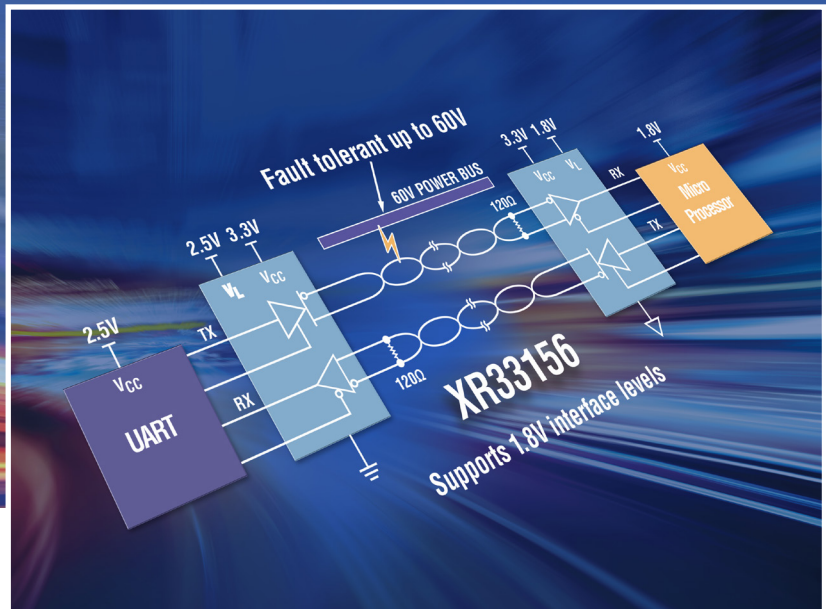 Fault tolerant up to 60V
60V POWER BUS
3.3V 1.8V
VCC VL
1.8V
VCC
Micro
Processor
RX
TX
120Ω
2.5V 3.3V
VL VCC
2.5V
VCC
UART
TX
RX
120Ω
XR33156
Supports 1.8V interface levels